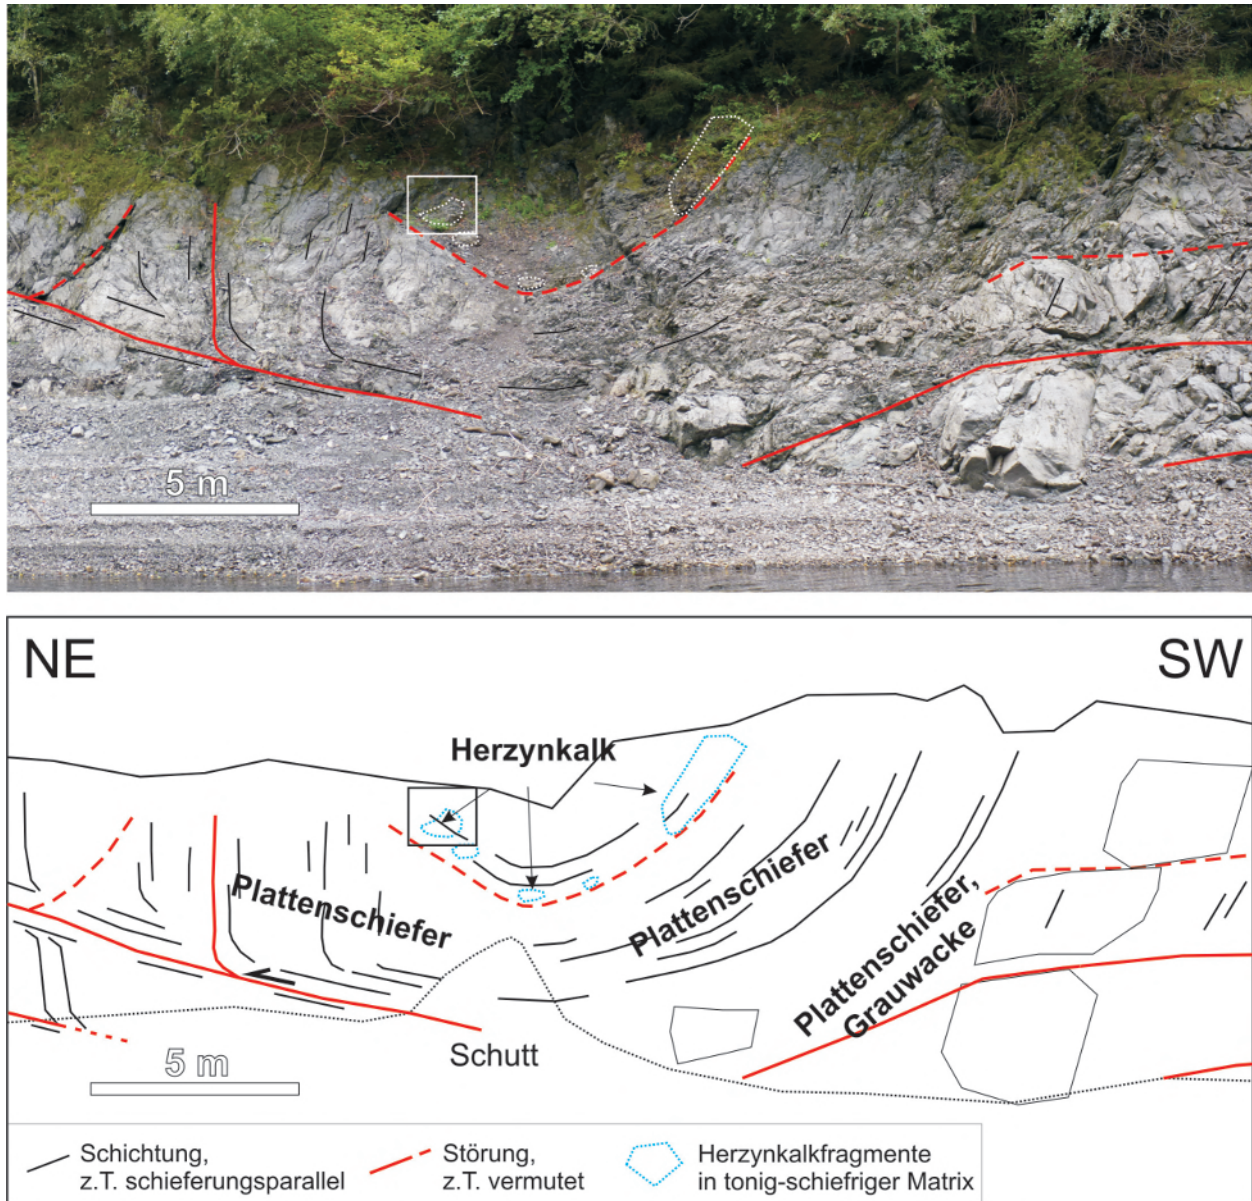 5 m
NE
SW
Herzynkalk
Plattenschiefer
Plattenschiefer
Plattenschiefer,
Grauwacke
Schutt
5 m
Schichtung,
z.T. schieferungsparallel
Störung,
z.T. vermutet
Herzynkalkfragmente
in tonig-schiefriger Matrix